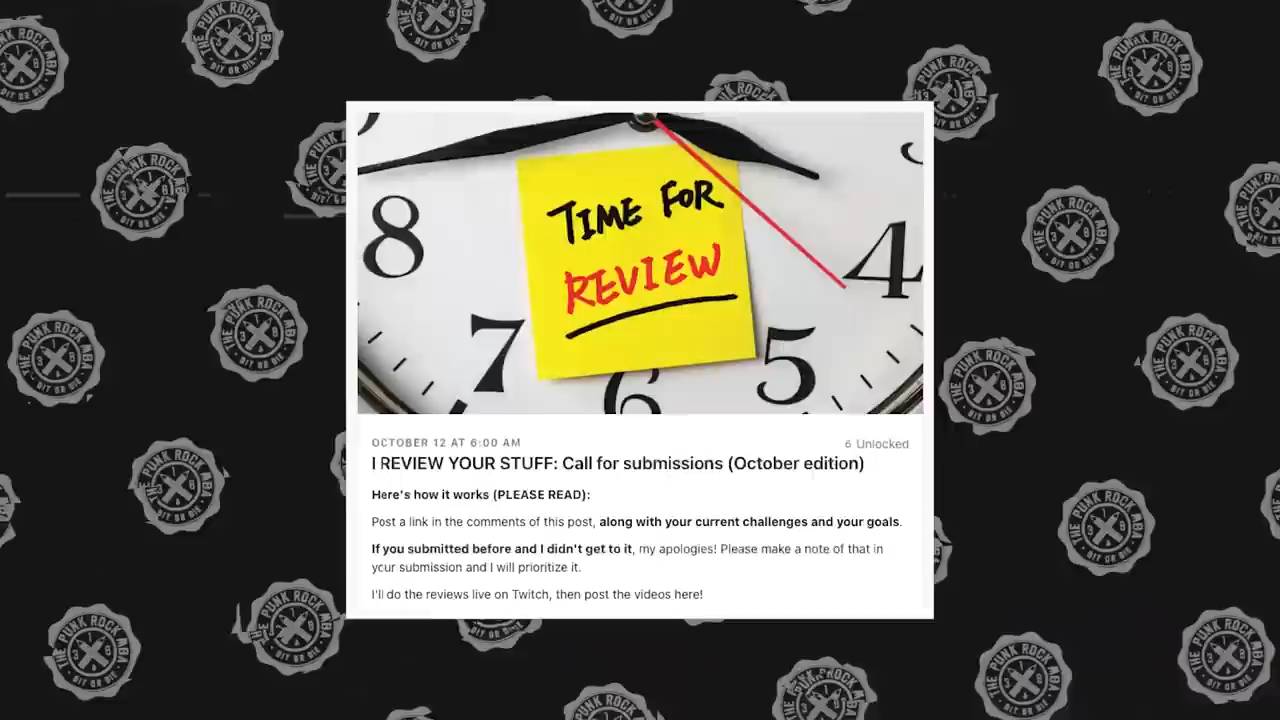 8
TIME FOR
REVIEW
4
7
6
5
OCTOBER 12 AT 6:00 AM
6 Unlocked
I REVIEW YOUR STUFF: Call for submissions (October edition)
Here's how it works (PLEASE READ):
Post a link in the comments of this post, along with your current challenges and your goals.
If you submitted before and I didn't get to it, my apologies! Please make a note of that in
your submission and I will prioritize it.
I'll do the reviews live on Twitch, then post the videos here!
THE PUNK ROCK MBA
DIY OR DIE